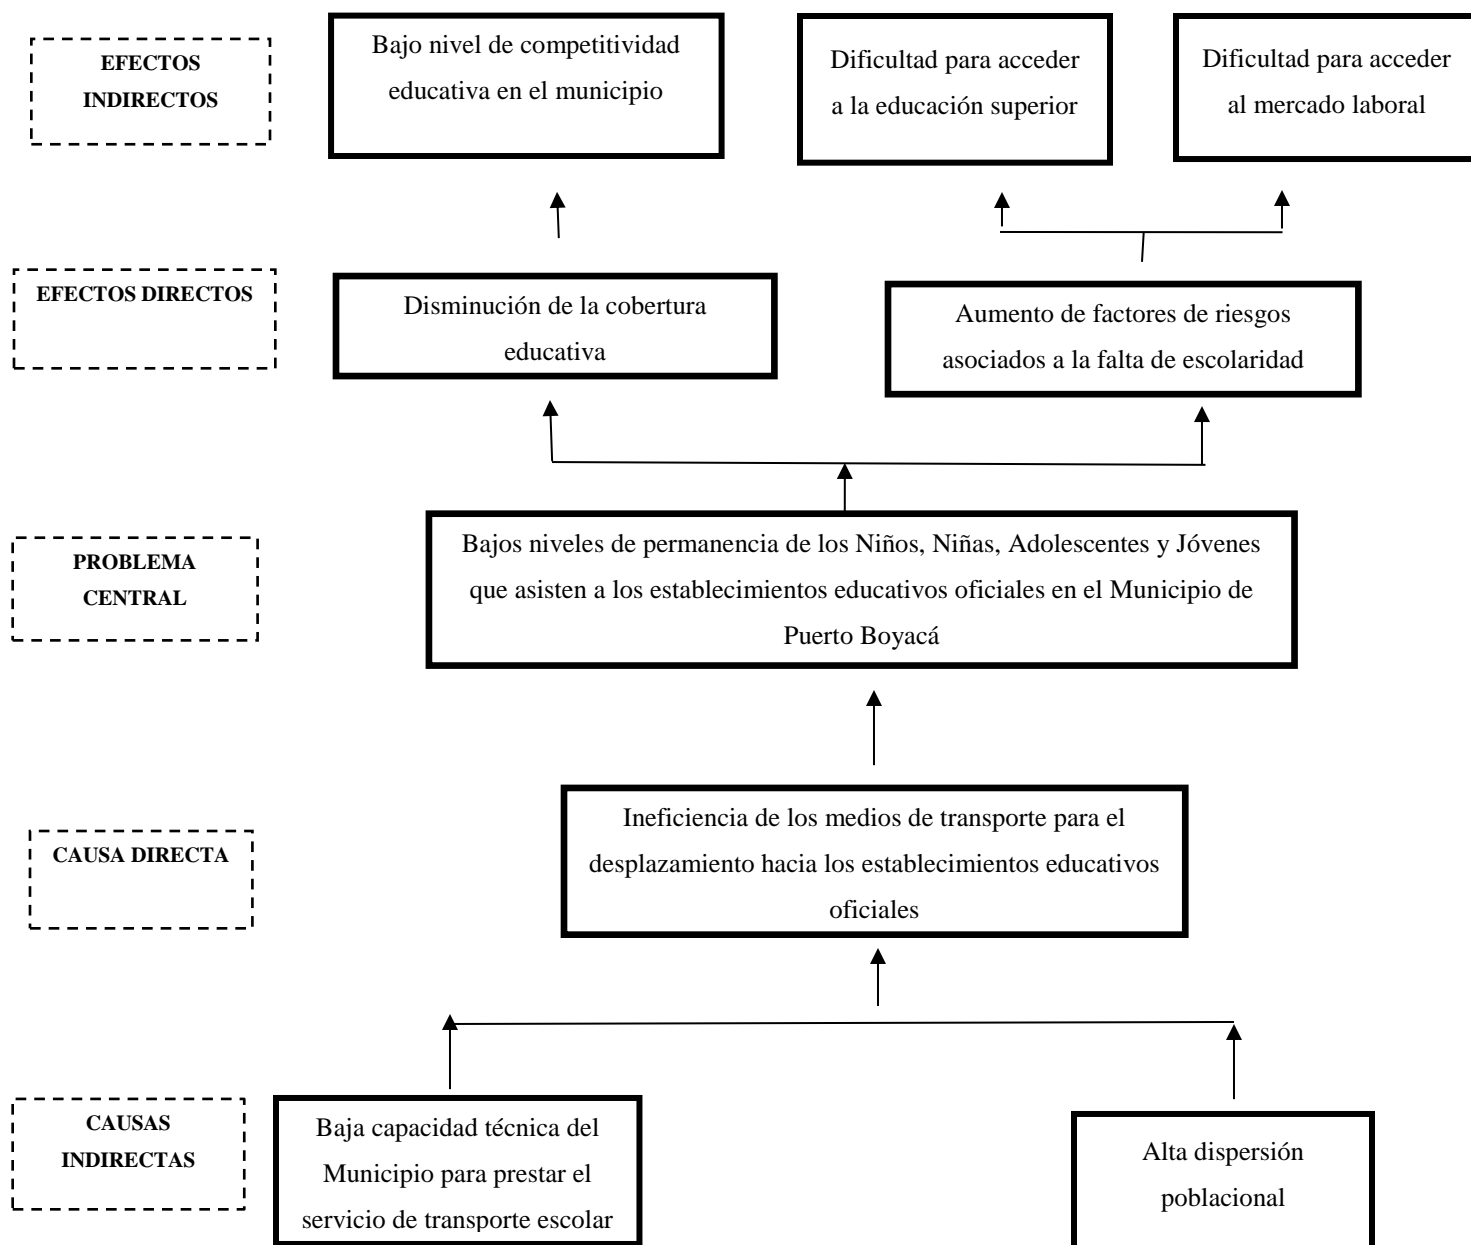 EFECTOS
INDIRECTOS
Bajo nivel de competitividad
educativa en el municipio
Dificultad para acceder
a la educación superior
Dificultad para acceder
al mercado laboral
EFECTOS DIRECTOS
Disminución de la cobertura
educativa
Aumento de factores de riesgos
asociados a la falta de escolaridad
PROBLEMA
CENTRAL
Bajos niveles de permanencia de los Niños, Niñas, Adolescentes y Jóvenes
que asisten a los establecimientos educativos oficiales en el Municipio de
Puerto Boyacá
CAUSA DIRECTA
Ineficiencia de los medios de transporte para el
desplazamiento hacia los establecimientos educativos
oficiales
CAUSAS
INDIRECTAS
Baja capacidad técnica del
Municipio para prestar el
servicio de transporte escolar
Alta dispersión
poblacional